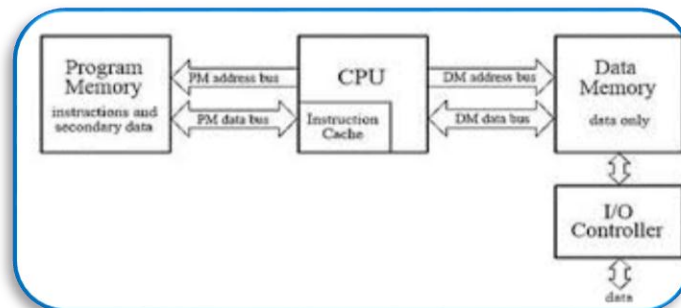 Program
Memory
instructions and
secondary data
PM address bus
PM data bus
CPU
Instruction
Cache
DM address bus
DM data bus
Data
Memory
data only
I/O
Controller
data